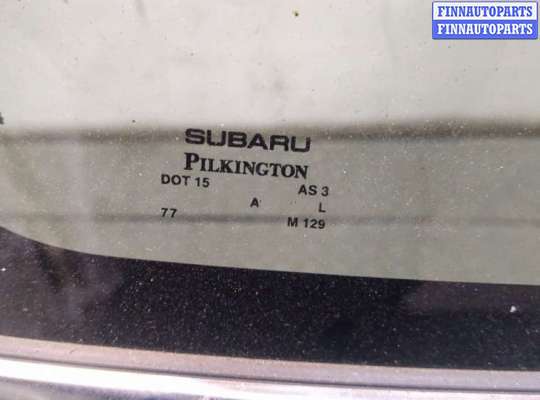 FINNAUTOPARTS
FINNAUTOPARTS
SUBARU
PILKINGTON
DOT 15 AS 3
A L
77 M 129